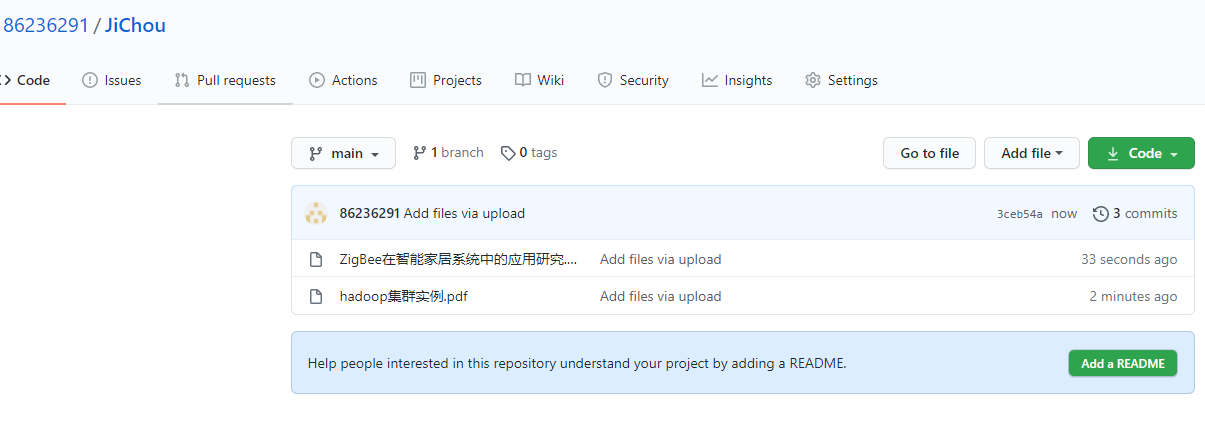 86236291 / JiChou
Code Issues Pull requests Actions Projects Wiki Security Insights Settings
main 1 branch 0 tags Go to file Add file Code
86236291 Add files via upload 3ceb54a now 3 commits
ZigBee在智能家居系统中的应用研究.... Add files via upload 33 seconds ago
hadoop集群实例.pdf Add files via upload 2 minutes ago
Help people interested in this repository understand your project by adding a README. Add a README